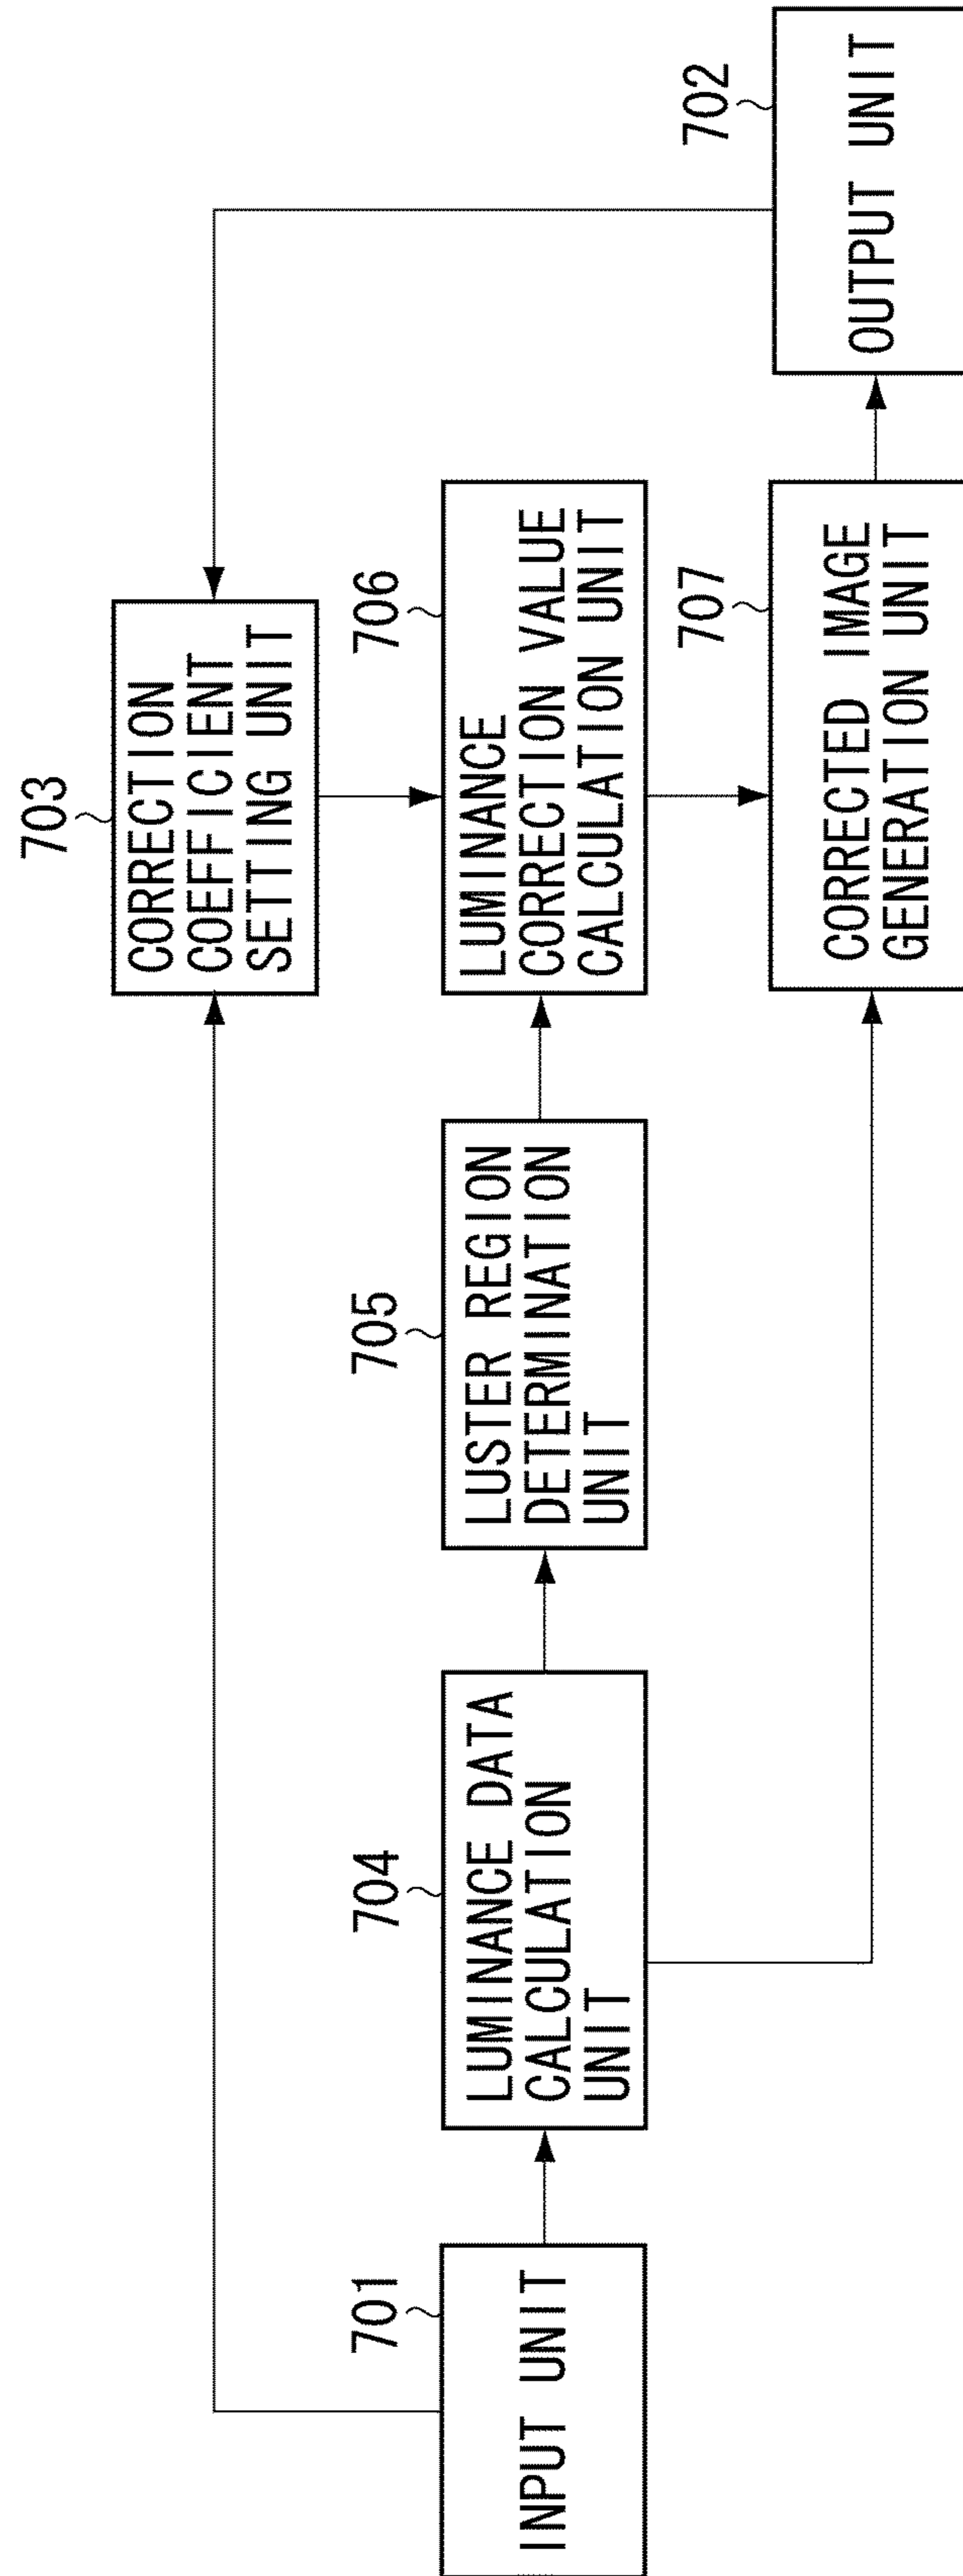 703
CORRECTION
COEFFICIENT
SETTING UNIT
701
INPUT UNIT
704
LUMINANCE DATA
CALCULATION
UNIT
705
LUSTER REGION
DETERMINATION
UNIT
706
LUMINANCE
CORRECTION VALUE
CALCULATION UNIT
707
CORRECTED IMAGE
GENERATION UNIT
702
OUTPUT UNIT